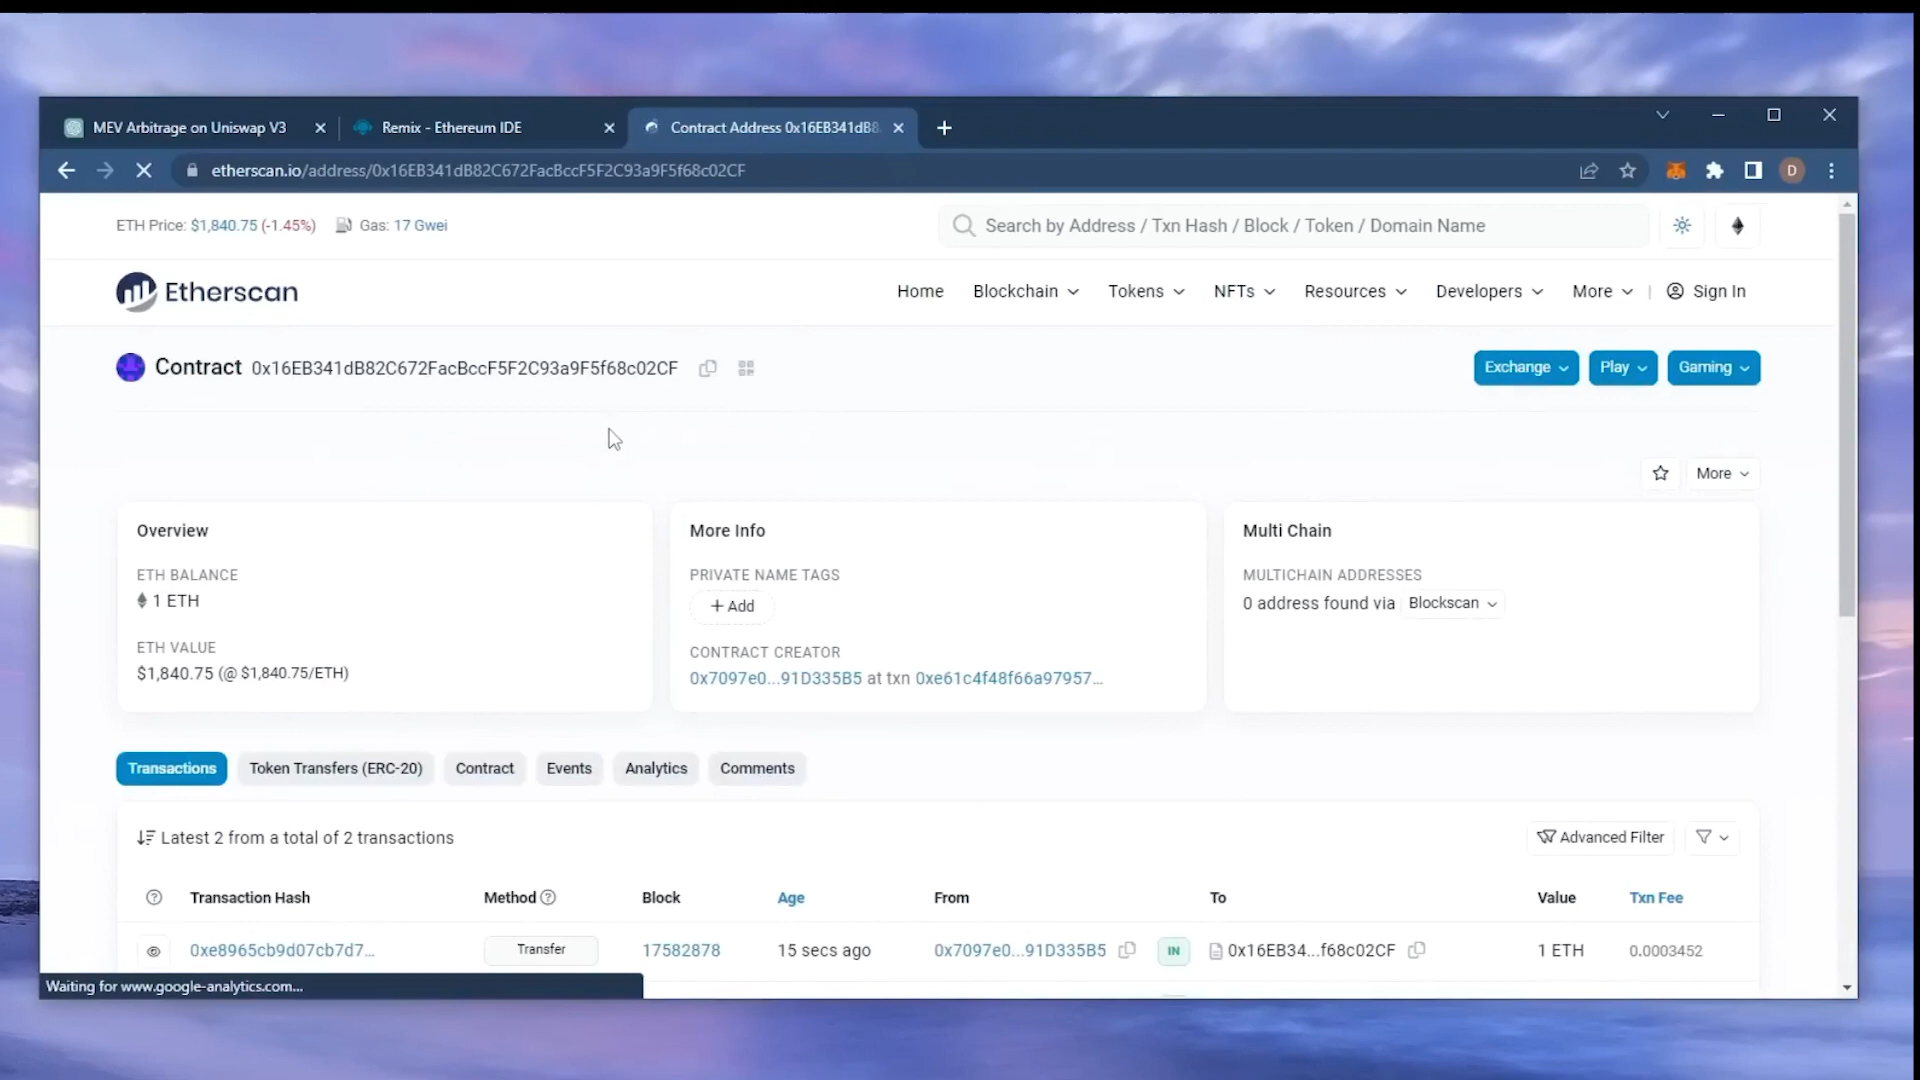 MEV Arbitrage on Uniswap V3
Remix - Ethereum IDE
Contract Address 0x16EB341dB8
etherscan.io/address/0x16EB341dB82C672FacBccF5F2C93a9F5f68c02CF
D
ETH Price: $1,840.75 (-1.45%) Gas: 17 Gwei
Search by Address / Txn Hash / Block / Token / Domain Name
Etherscan
Home Blockchain Tokens NFTs Resources Developers More | Sign In
Contract 0x16EB341dB82C672FacBccF5F2C93a9F5f68c02CF
Exchange Play Gaming
More
Overview
ETH BALANCE
1 ETH
ETH VALUE
$1,840.75 (@ $1,840.75/ETH)
More Info
PRIVATE NAME TAGS
+ Add
CONTRACT CREATOR
0x7097e0...91D335B5 at txn 0xe61c4f48f66a97957...
Multi Chain
MULTICHAIN ADDRESSES
0 address found via Blockscan
Transactions Token Transfers (ERC-20) Contract Events Analytics Comments
Latest 2 from a total of 2 transactions
Advanced Filter
Transaction Hash Method Block Age From To Value Txn Fee
0xe8965cb9d07cb7d7... Transfer 17582878 15 secs ago 0x7097e0...91D335B5 IN 0x16EB34...f68c02CF 1 ETH 0.0003452
Waiting for www.google-analytics.com...